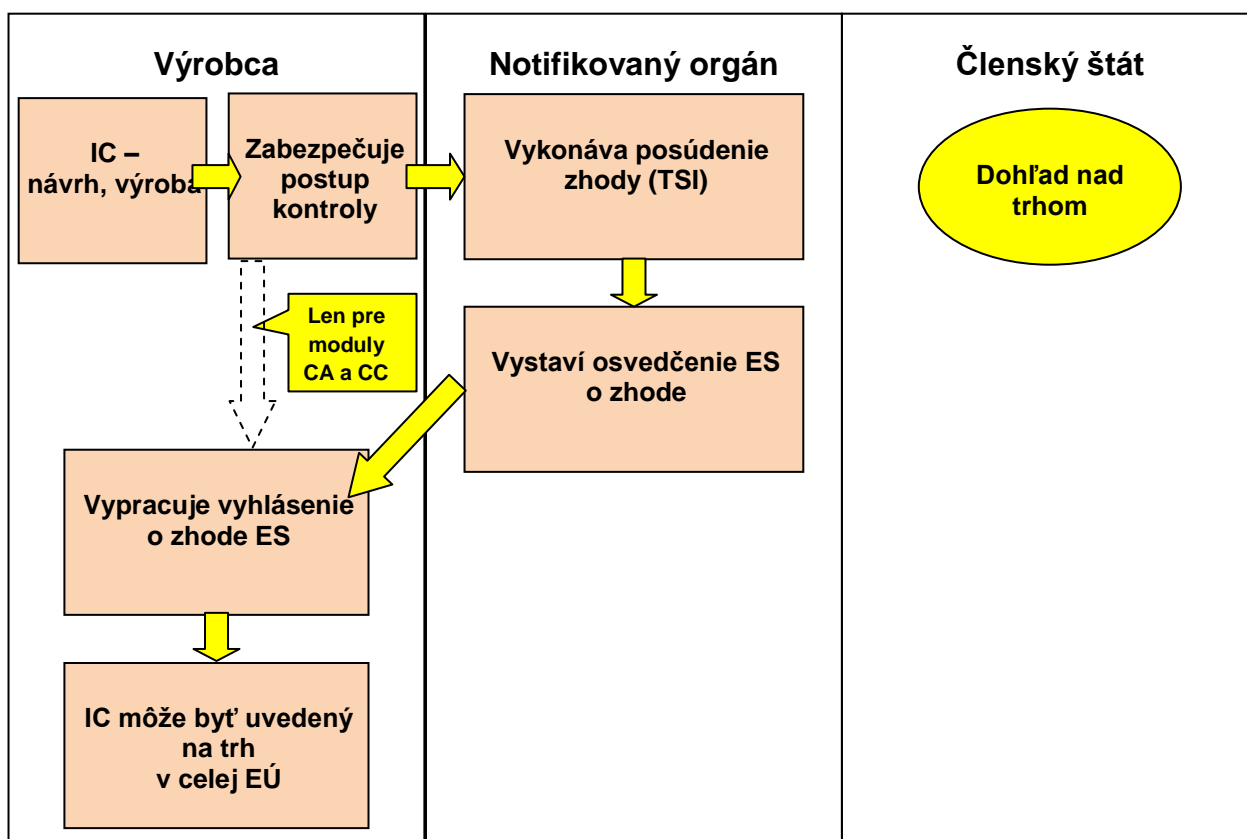 Výrobca
IC –
návrh, výroba
Zabezpečuje
postup
kontroly
Len pre
moduly
CA a CC
Vypracuje vyhlásenie
o zhode ES
IC môže byť uvedený
na trh
v celej EÚ
Notifikovaný orgán
Vykonáva posúdenie
zhody (TSI)
Vystaví osvedčenie ES
o zhode
Členský štát
Dohľad nad
trhom